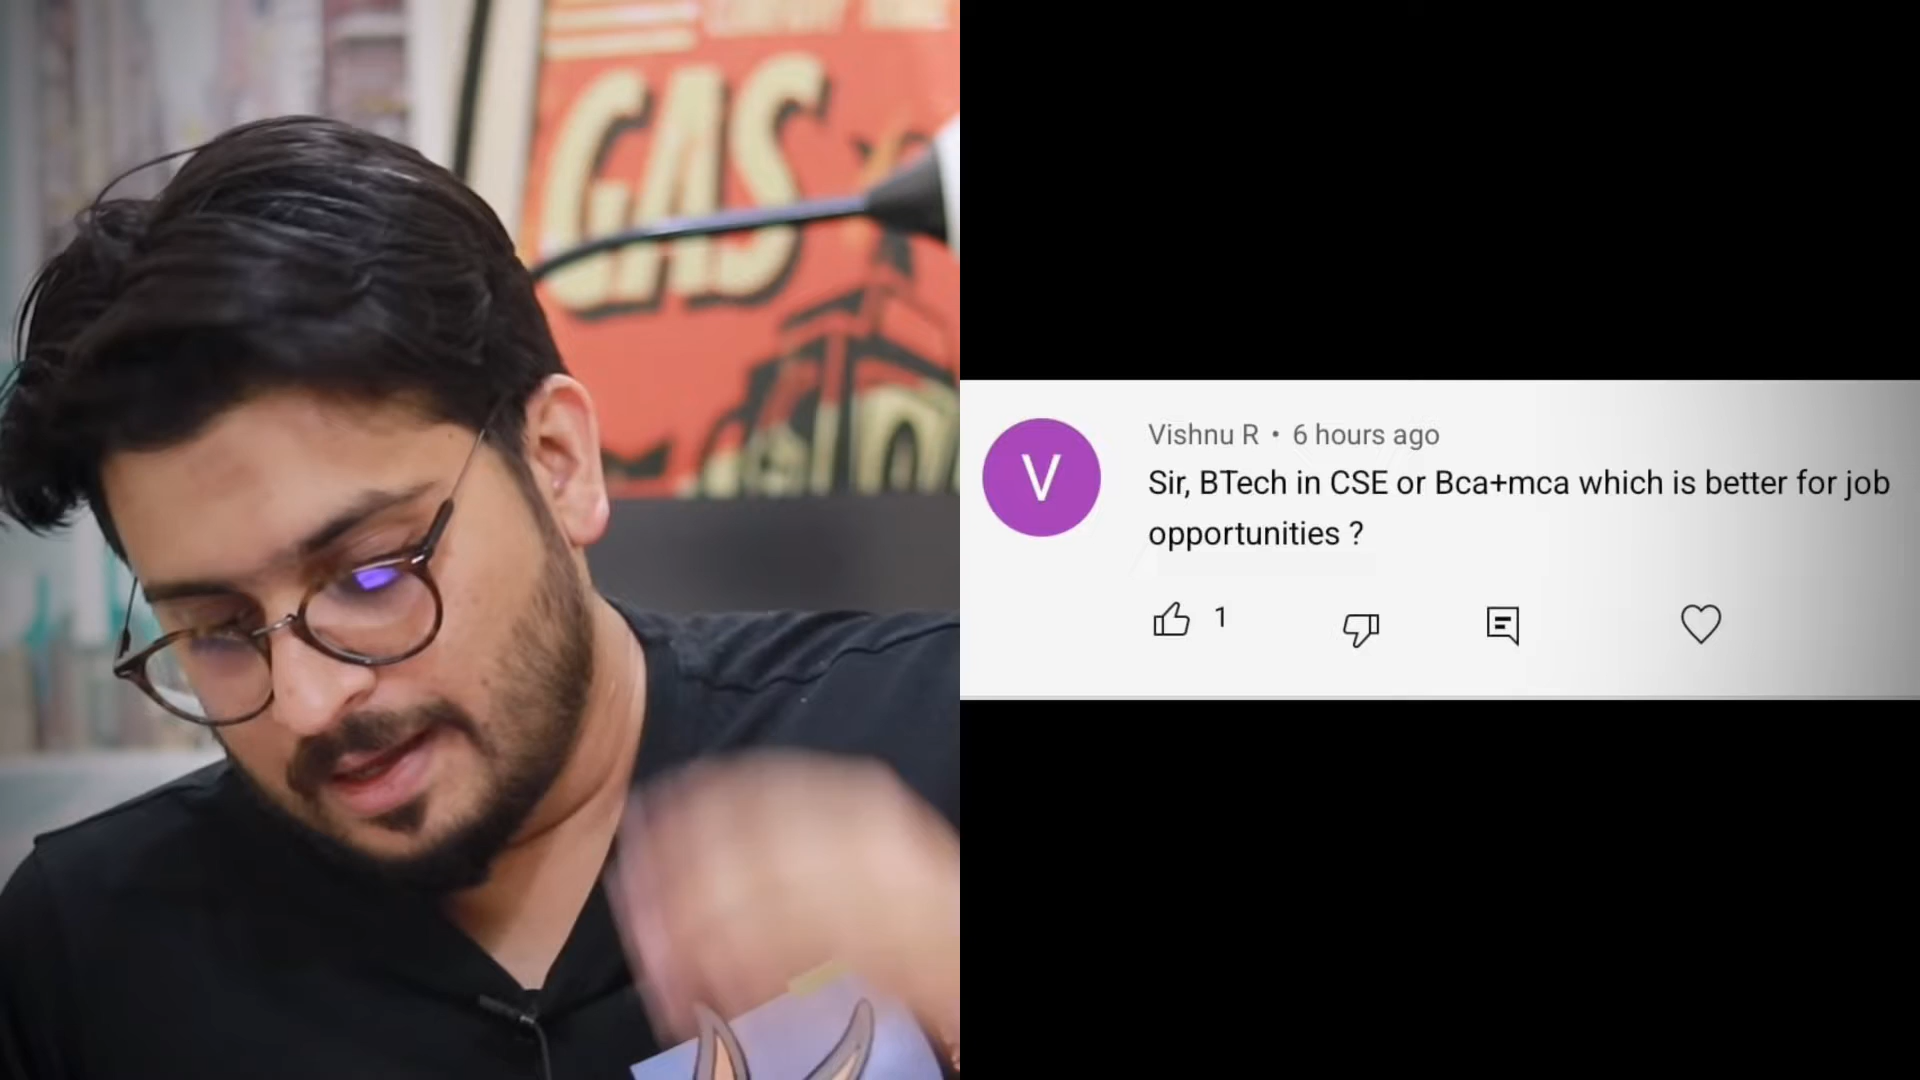 GAS
V
Vishnu R • 6 hours ago
Sir, BTech in CSE or Bca+mca which is better for job
opportunities ?
1